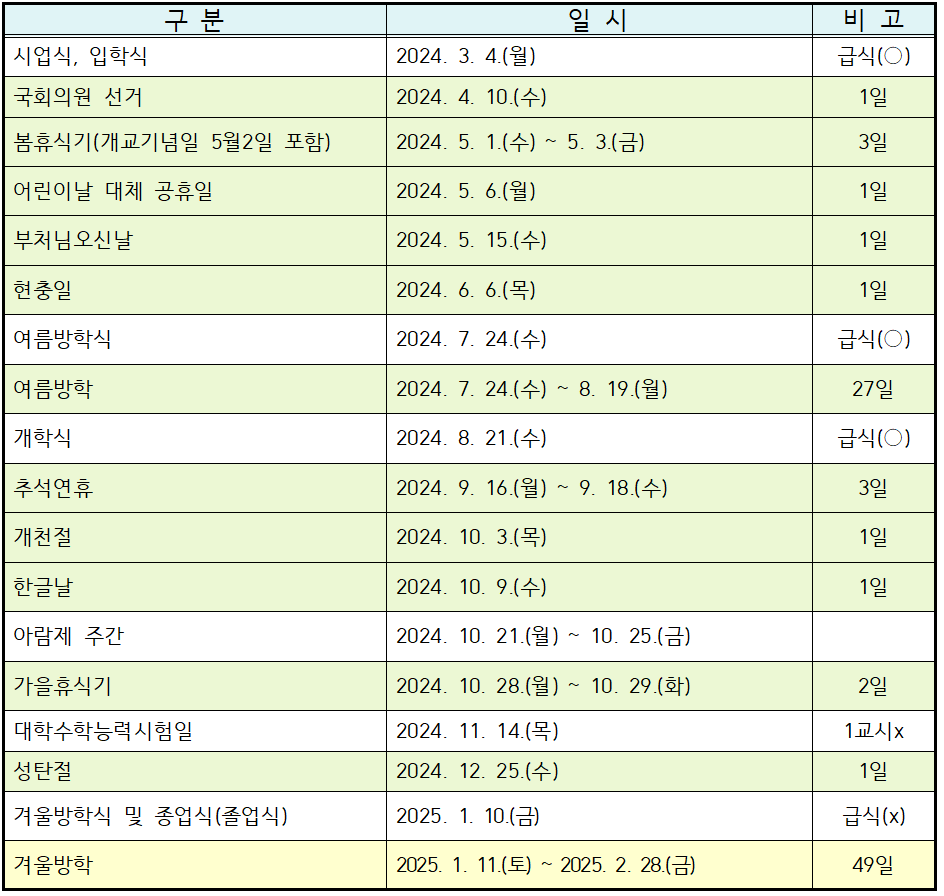 구 분 일 시 비 고
시업식, 입학식 2024. 3. 4.(월) 급식(○)
국회의원 선거 2024. 4. 10.(수) 1일
봄휴식기(개교기념일 5월2일 포함) 2024. 5. 1.(수) ~ 5. 3.(금) 3일
어린이날 대체 공휴일 2024. 5. 6.(월) 1일
부처님오신날 2024. 5. 15.(수) 1일
현충일 2024. 6. 6.(목) 1일
여름방학식 2024. 7. 24.(수) 급식(○)
여름방학 2024. 7. 24.(수) ~ 8. 19.(월) 27일
개학식 2024. 8. 21.(수) 급식(○)
추석연휴 2024. 9. 16.(월) ~ 9. 18.(수) 3일
개천절 2024. 10. 3.(목) 1일
한글날 2024. 10. 9.(수) 1일
아람제 주간 2024. 10. 21.(월) ~ 10. 25.(금)
가을휴식기 2024. 10. 28.(월) ~ 10. 29.(화) 2일
대학수학능력시험일 2024. 11. 14.(목) 1교시x
성탄절 2024. 12. 25.(수) 1일
겨울방학식 및 종업식(졸업식) 2025. 1. 10.(금) 급식(x)
겨울방학 2025. 1. 11.(토) ~ 2025. 2. 28.(금) 49일